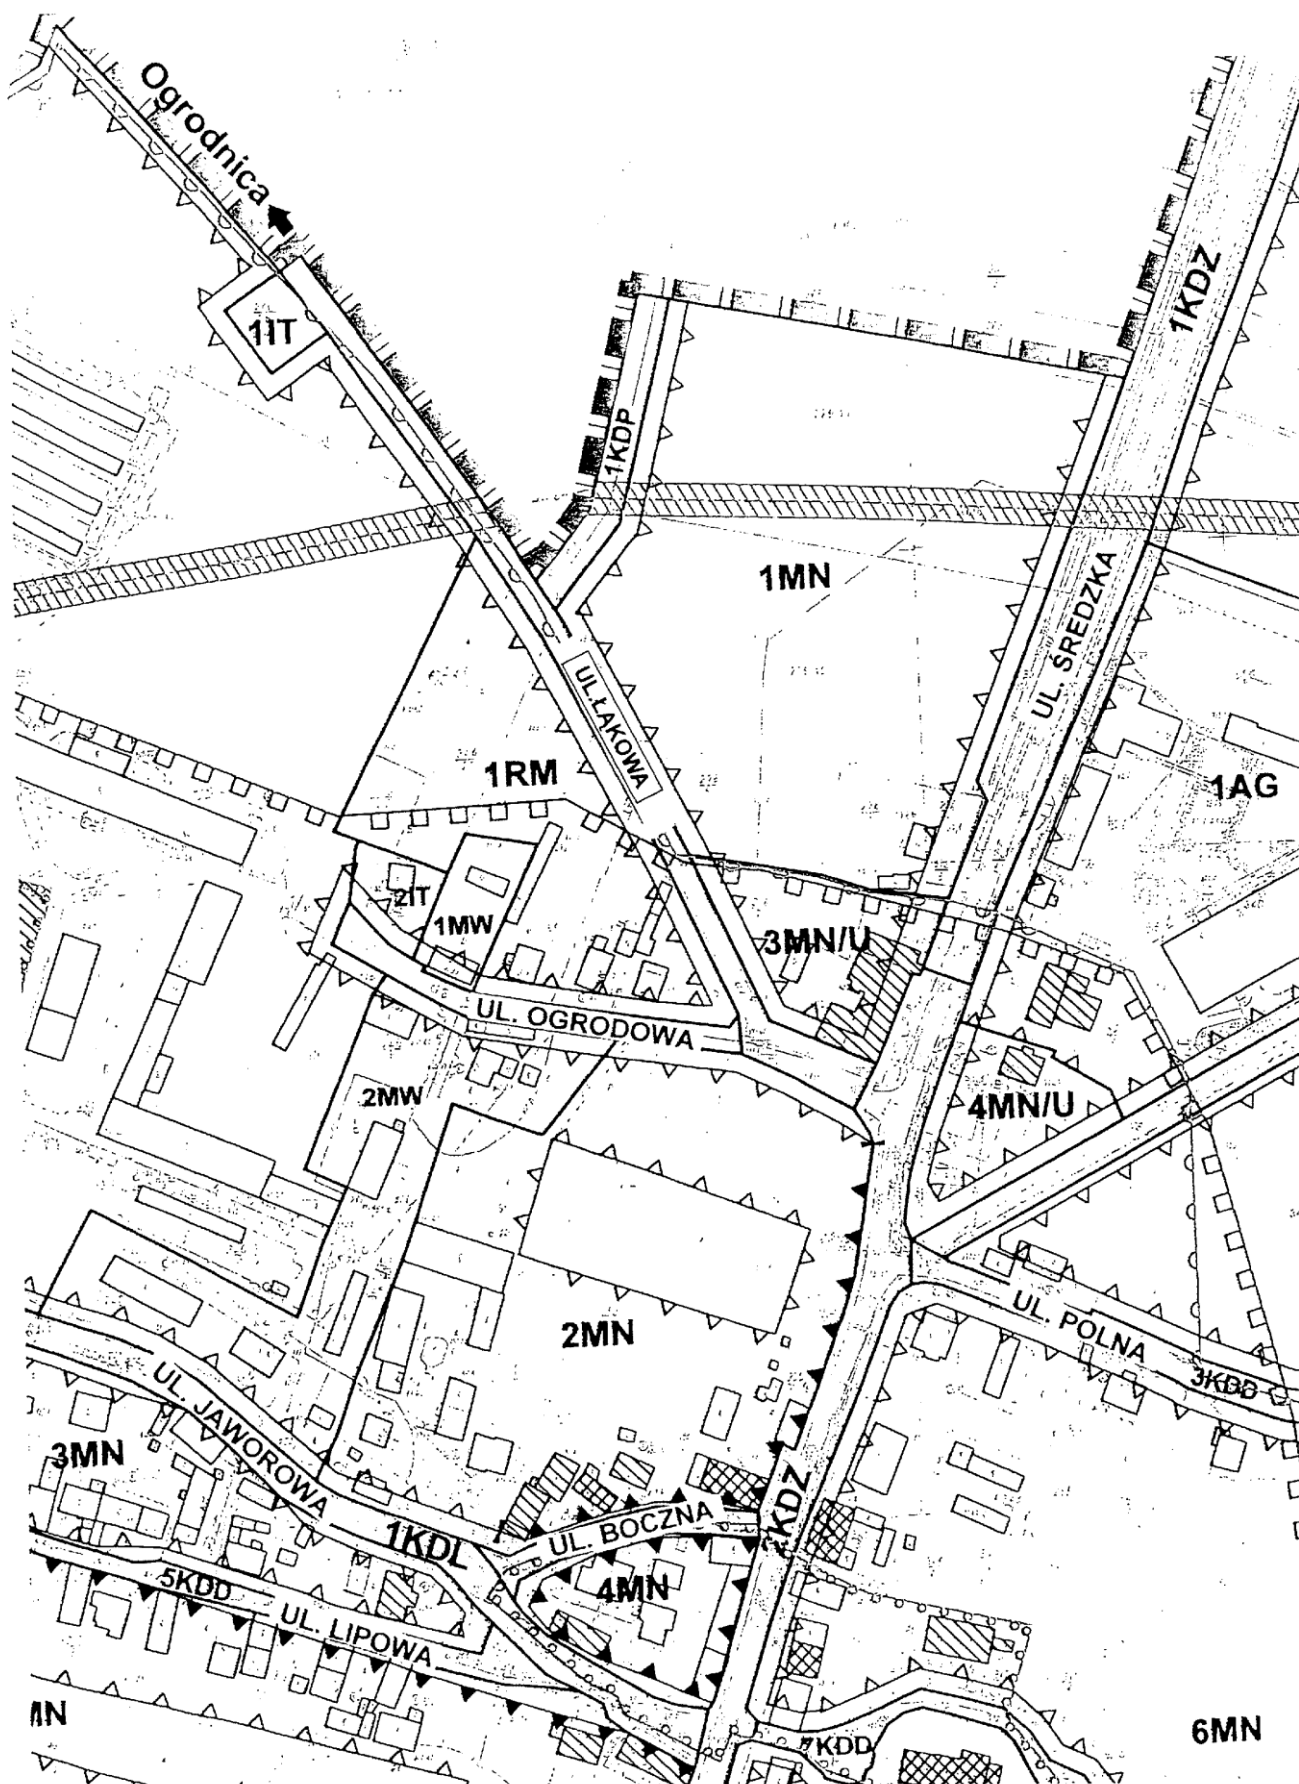 Ogrodnica
1KDZ
1IT
1KDP
1MN
UL. ŚREDZKA
UL.ŁĄKOWA
1RM
1AG
2IT
1MW
3MN/U
UL. OGRODOWA
2MW
4MN/U
2MN
UL. POLNA
3KDD
UL. JAWOROWA
3MN
2KDZ
1KDL
UL. BOCZNA
5KDD
4MN
UL. LIPOWA
MN
6MN
7KDD